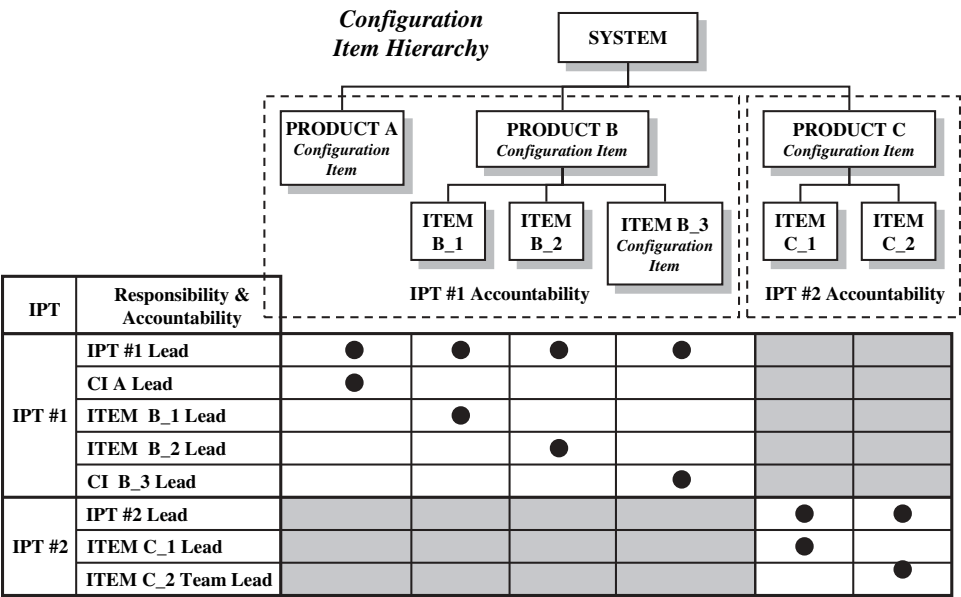 Configuration
Item Hierarchy
SYSTEM
PRODUCT A
Configuration
Item
PRODUCT B
Configuration Item
PRODUCT C
Configuration Item
ITEM
B_1
ITEM
B_2
ITEM B_3
Configuration
Item
ITEM
C_1
ITEM
C_2
IPT #1 Accountability
IPT #2 Accountability
IPT
Responsibility &
Accountability
IPT #1
IPT #1 Lead
CI A Lead
ITEM B_1 Lead
ITEM B_2 Lead
CI B_3 Lead
IPT #2
IPT #2 Lead
ITEM C_1 Lead
ITEM C_2 Team Lead